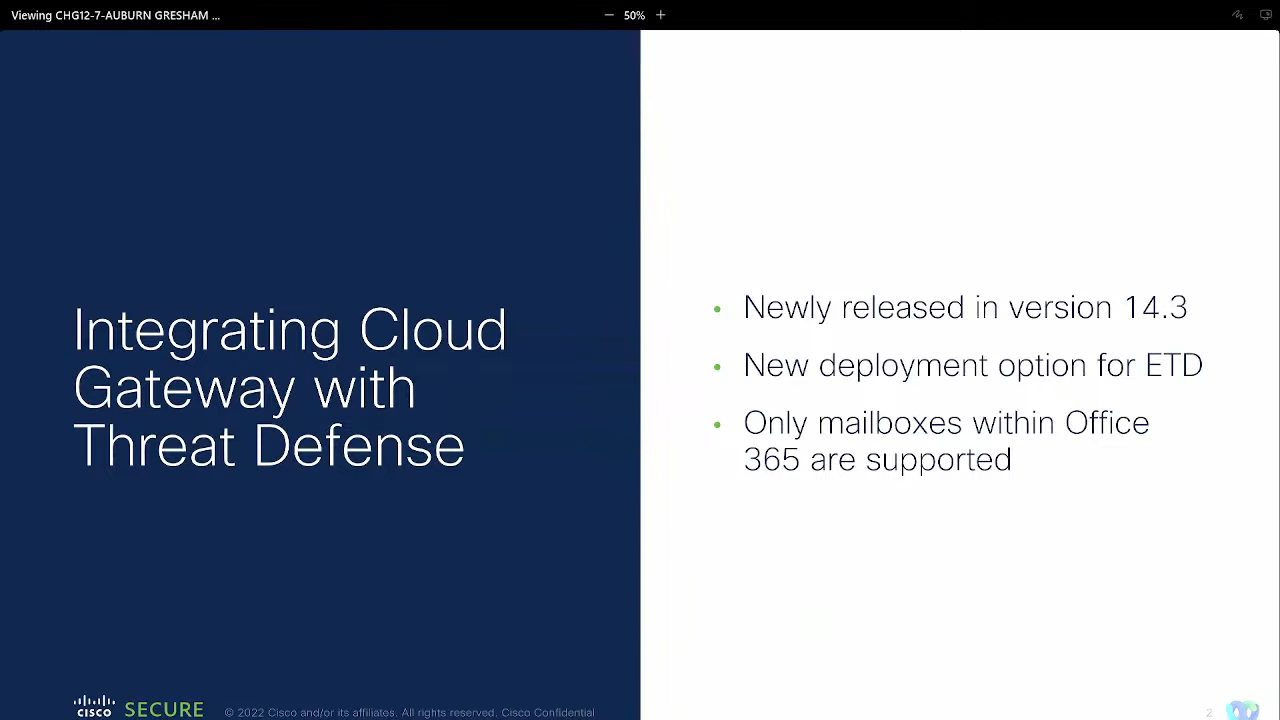 Viewing CHG12-7-AUBURN GRESHAM ...
50%
Integrating Cloud
Gateway with
Threat Defense
• Newly released in version 14.3
• New deployment option for ETD
• Only mailboxes within Office
365 are supported
CISCO SECURE © 2022 Cisco and/or its affiliates. All rights reserved. Cisco Confidential
2